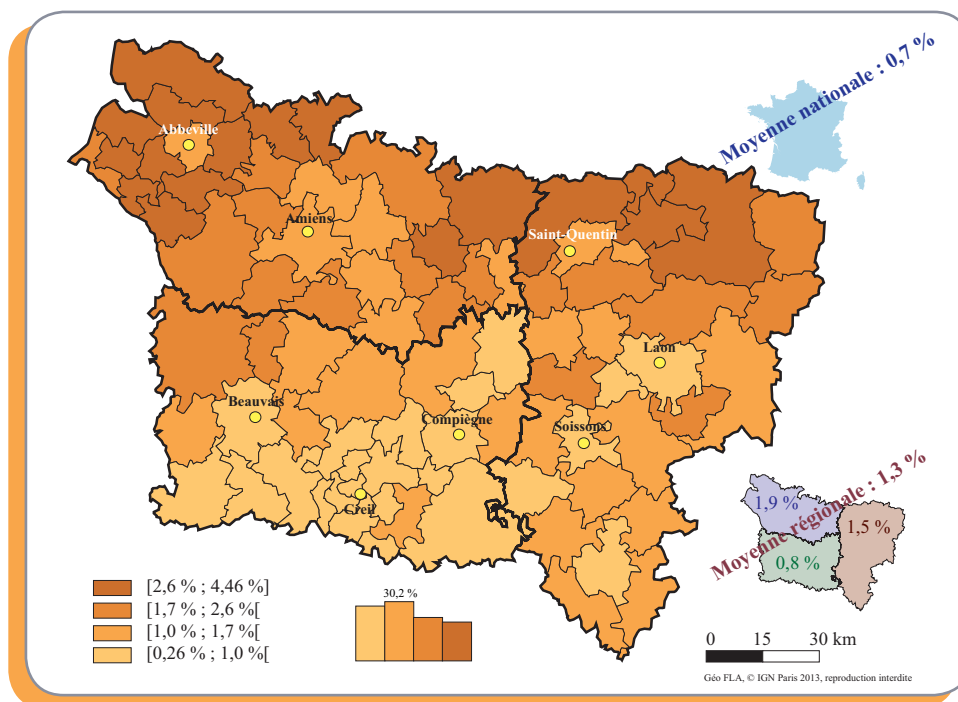 Moyenne nationale : 0,7 %
Abbeville
Amiens
Saint-Quentin
Laon
Beauvais
Compiègne
Soissons
Creil
Moyenne régionale : 1,3 %
1,9 %
1,5 %
0,8 %
[2,6 % ; 4,46 %]
[1,7 % ; 2,6 %[
[1,0 % ; 1,7 %[
[0,26 % ; 1,0 %[
30,2 %
0 15 30 km
Géo FLA, © IGN Paris 2013, reproduction interdite